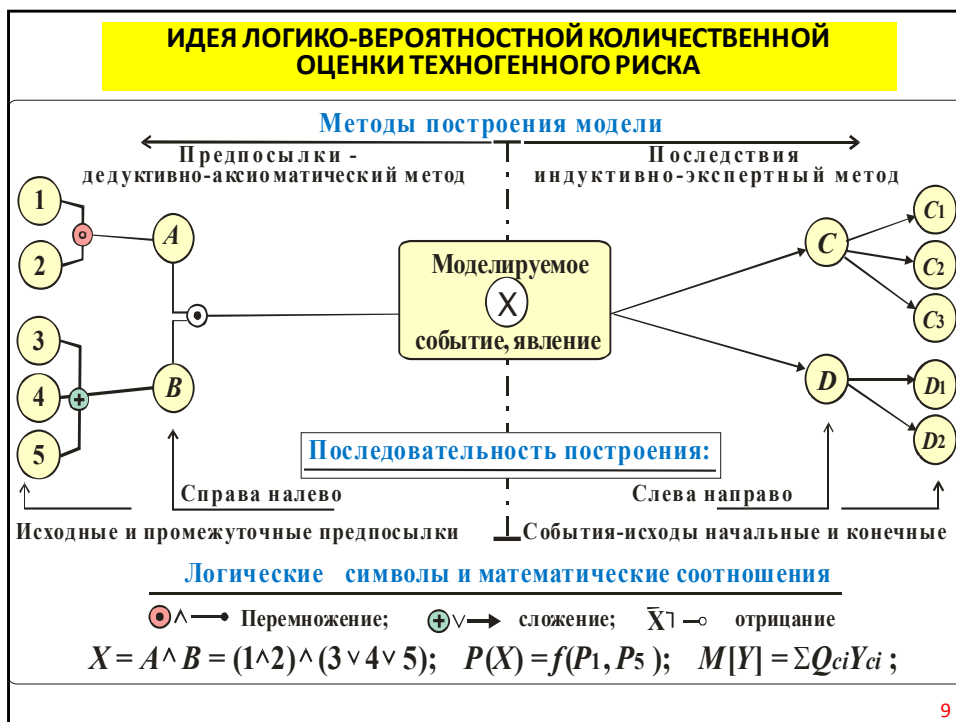 ИДЕЯ ЛОГИКО-ВЕРОЯТНОСТНОЙ КОЛИЧЕСТВЕННОЙ
ОЦЕНКИ ТЕХНОГЕННОГО РИСКА
Методы построения модели
Предпосылки -
дедуктивно-аксиоматический метод
Последствия
индуктивно-экспертный метод
1
2
3
4
5
A
B
Моделируемое
X
событие, явление
C
D
C1
C2
C3
D1
D2
Последовательность построения:
Справа налево
Слева направо
Исходные и промежуточные предпосылки
События-исходы начальные и конечные
Логические символы и математические соотношения
^ Перемножение; + ∨ сложение; X̄ ┐ отрицание
X = A ^ B = (1^2) ^ (3 ∨ 4 ∨ 5); P(X) = f(P1, P5 ); M[Y] = ΣQciYci ;
9